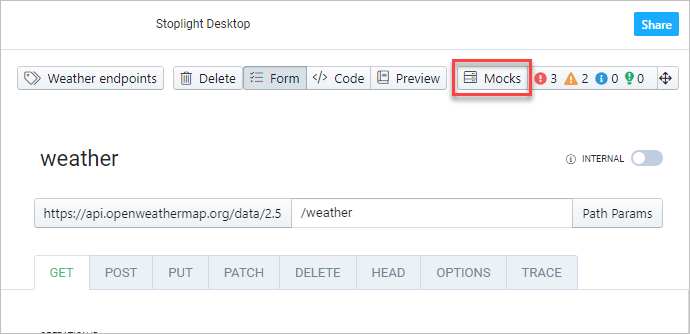 Stoplight Desktop
Share
Weather endpoints Delete Form </> Code Preview Mocks 3 2 0 0
weather
INTERNAL
https://api.openweathermap.org/data/2.5 /weather Path Params
GET POST PUT PATCH DELETE HEAD OPTIONS TRACE